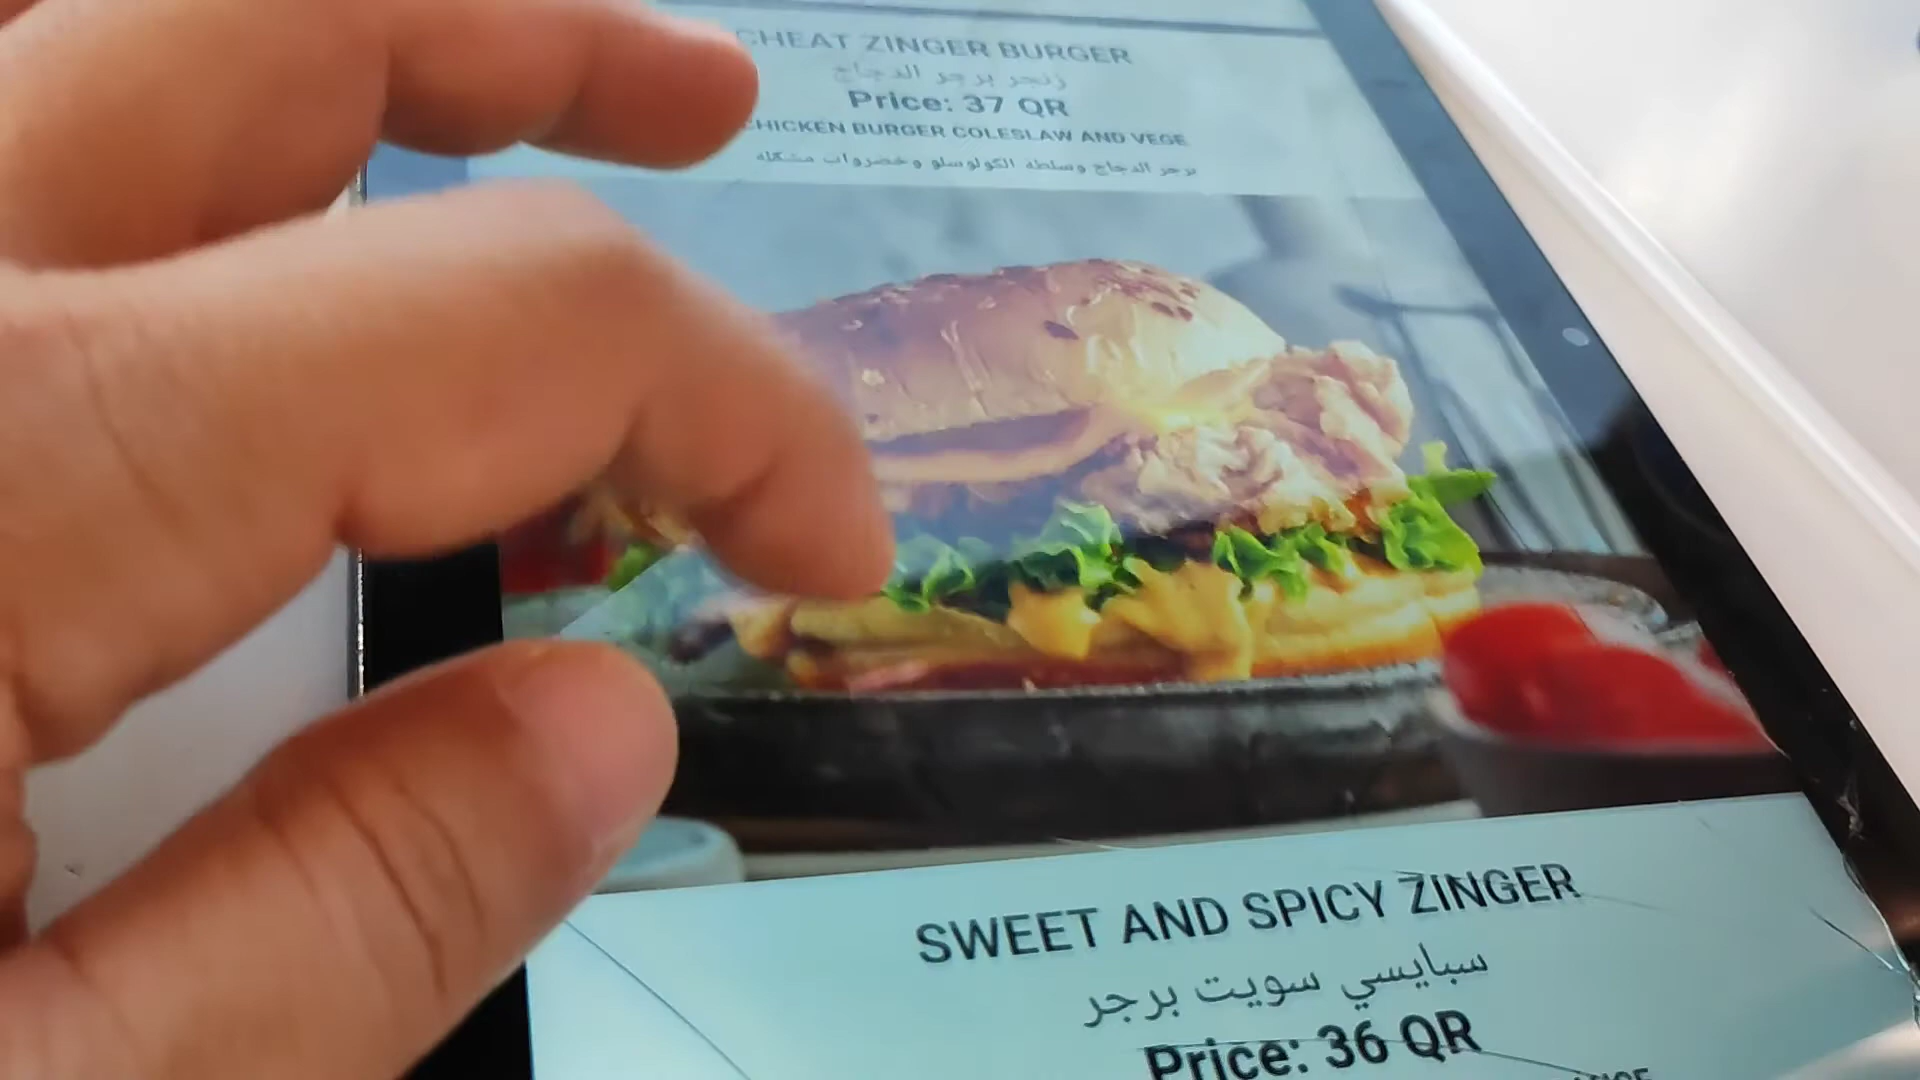 CHEAT ZINGER BURGER
زنجر برجر الدجاج
Price: 37 QR
CHICKEN BURGER COLESLAW AND VEGE
برجر الدجاج وسلطة الكولوسلو و خضروات مشكله
SWEET AND SPICY ZINGER
سبايسي سويت برجر
Price: 36 QR